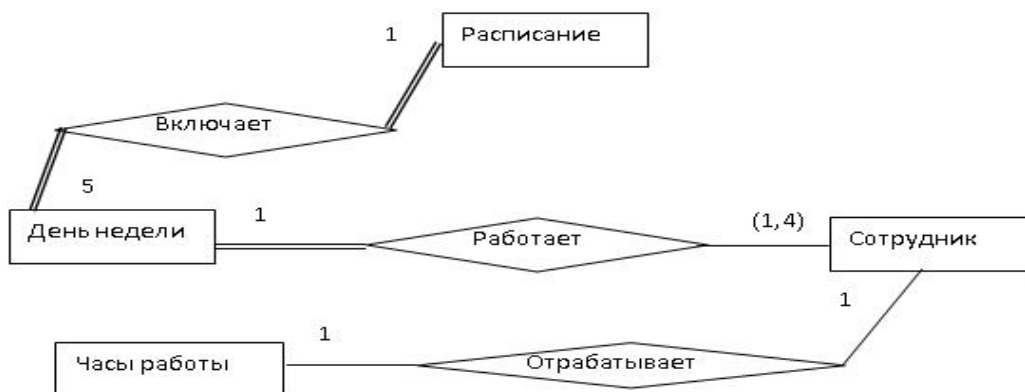 1
Расписание
Включает
5
День недели
1
Работает
(1,4)
Сотрудник
1
Часы работы
1
Отрабатывает